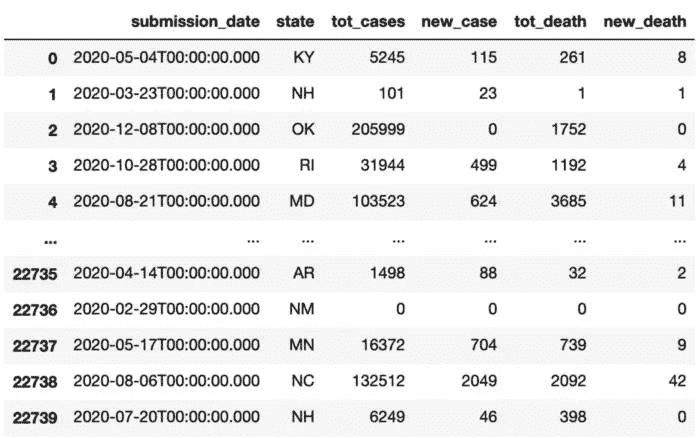 submission_date state tot_cases new_case tot_death new_death
0 2020-05-04T00:00:00.000 KY 5245 115 261 8
1 2020-03-23T00:00:00.000 NH 101 23 1 1
2 2020-12-08T00:00:00.000 OK 205999 0 1752 0
3 2020-10-28T00:00:00.000 RI 31944 499 1192 4
4 2020-08-21T00:00:00.000 MD 103523 624 3685 11
... ... ... ... ... ... ...
22735 2020-04-14T00:00:00.000 AR 1498 88 32 2
22736 2020-02-29T00:00:00.000 NM 0 0 0 0
22737 2020-05-17T00:00:00.000 MN 16372 704 739 9
22738 2020-08-06T00:00:00.000 NC 132512 2049 2092 42
22739 2020-07-20T00:00:00.000 NH 6249 46 398 0